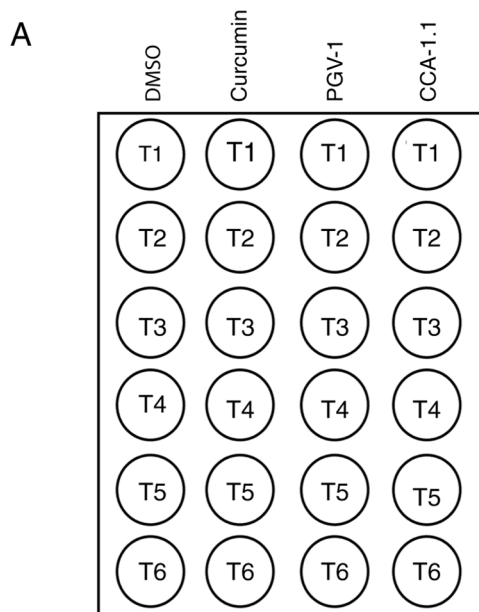 A
DMSO Curcumin PGV-1 CCA-1.1
T1 T1 T1 T1
T2 T2 T2 T2
T3 T3 T3 T3
T4 T4 T4 T4
T5 T5 T5 T5
T6 T6 T6 T6